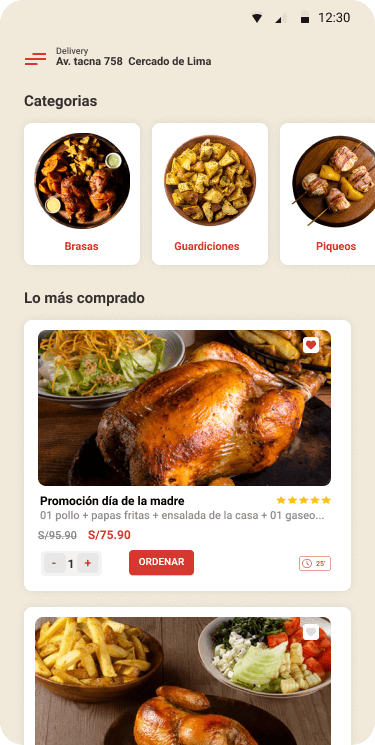 12:30
Delivery
Av. tacna 758 Cercado de Lima
Categorias
Brasas
Guardiciones
Piqueos
Lo más comprado
Promoción día de la madre
01 pollo + papas fritas + ensalada de la casa + 01 gaseo...
S/95.90 S/75.90
- 1 +
ORDENAR
25'